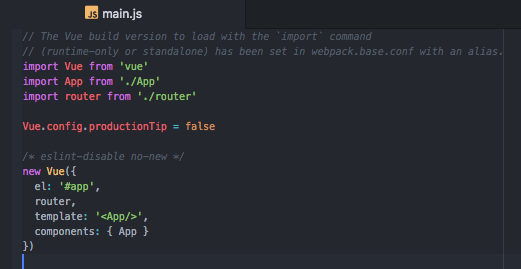 JS main.js
// The Vue build version to load with the `import` command
// (runtime-only or standalone) has been set in webpack.base.conf with an alias.
import Vue from 'vue'
import App from './App'
import router from './router'

Vue.config.productionTip = false

/* eslint-disable no-new */
new Vue({
  el: '#app',
  router,
  template: '<App/>',
  components: { App }
})